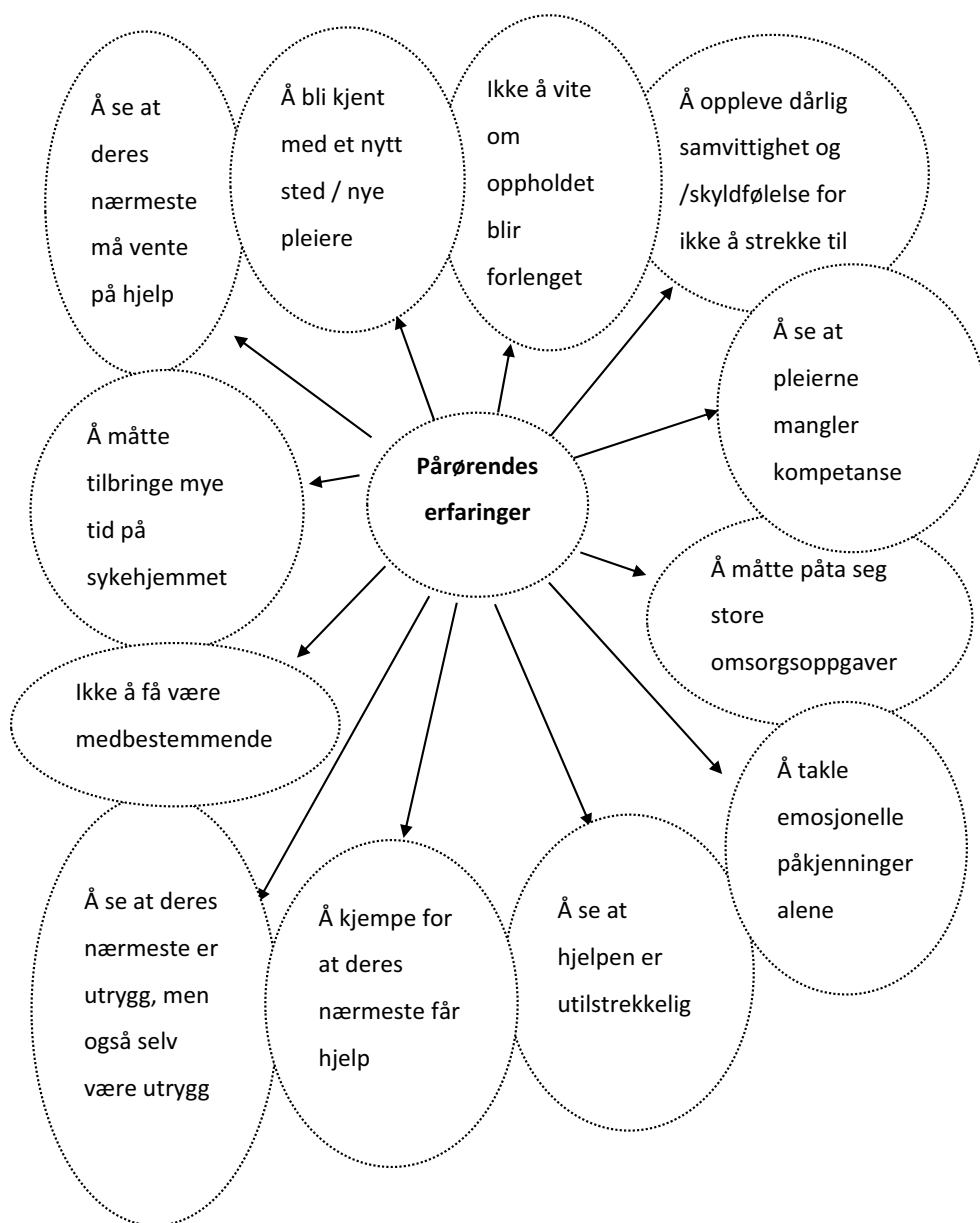 Å se at
deres
nærmeste
må vente
på hjelp
Å bli kjent
med et nytt
sted / nye
pleiere
Ikke å vite
om
oppholdet
blir
forlenget
Å oppleve dårlig
samvittighet og
/skyldfølelse for
ikke å strekke til
Å se at
pleierne
mangler
kompetanse
Å måtte
tilbringe mye
tid på
sykehjemmet
Pårørendes
erfaringer
Å måtte påta seg
store
omsorgsoppgaver
Ikke å få være
medbestemmende
Å takle
emosjonelle
påkjenninger
alene
Å se at deres
nærmeste er
utrygg, men
også selv
være utrygg
Å kjempe for
at deres
nærmeste får
hjelp
Å se at
hjelpen er
utilstrekkelig